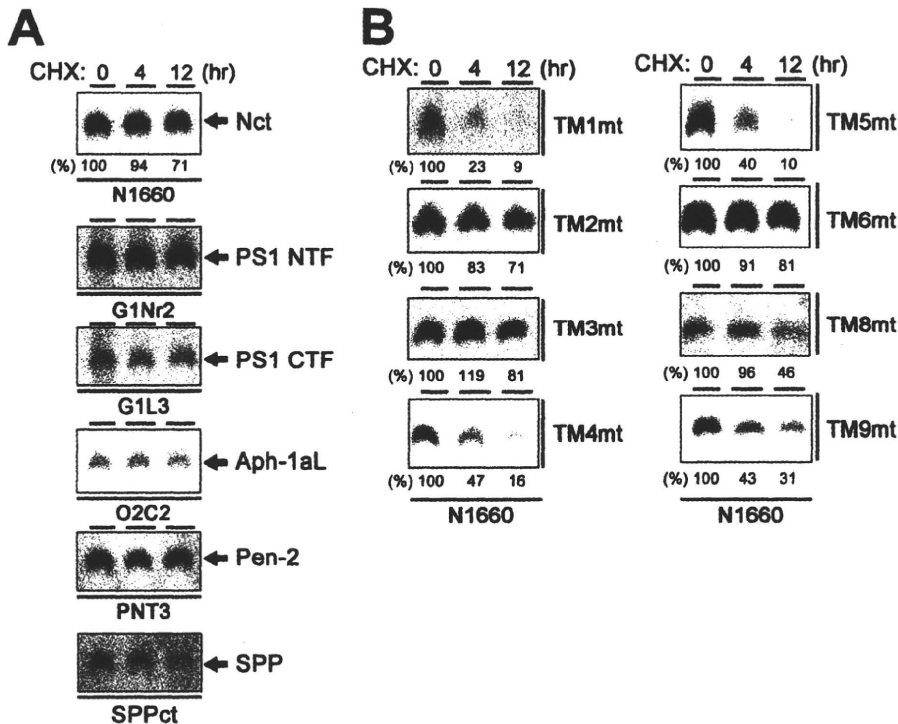 A
CHX: 0 4 12 (hr)
Nct
(%) 100 94 71
N1660
PS1 NTF
G1Nr2
PS1 CTF
G1L3
Aph-1aL
O2C2
Pen-2
PNT3
SPP
SPPct
B
CHX: 0 4 12 (hr)
TM1mt
(%) 100 23 9
TM2mt
(%) 100 83 71
TM3mt
(%) 100 119 81
TM4mt
(%) 100 47 16
N1660
CHX: 0 4 12 (hr)
TM5mt
(%) 100 40 10
TM6mt
(%) 100 91 81
TM8mt
(%) 100 96 46
TM9mt
(%) 100 43 31
N1660